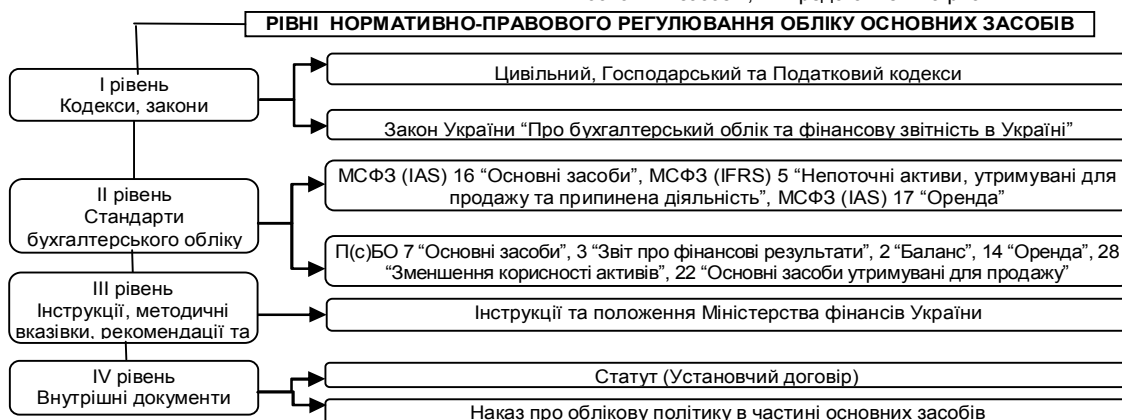 РІВНІ НОРМАТИВНО-ПРАВОВОГО РЕГУЛЮВАННЯ ОБЛІКУ ОСНОВНИХ ЗАСОБІВ
І рівень
Кодекси, закони
Цивільний, Господарський та Податковий кодекси
Закон України “Про бухгалтерський облік та фінансову звітність в Україні”
ІІ рівень
Стандарти
бухгалтерського обліку
МСФЗ (IAS) 16 “Основні засоби”, МСФЗ (IFRS) 5 “Непоточні активи, утримувані для
продажу та припинена діяльність”, МСФЗ (IAS) 17 “Оренда”
П(с)БО 7 “Основні засоби”, 3 “Звіт про фінансові результати”, 2 “Баланс”, 14 “Оренда”, 28
“Зменшення корисності активів”, 22 “Основні засоби утримувані для продажу”
ІІІ рівень
Інструкції, методичні
вказівки, рекомендації та
Інструкції та положення Міністерства фінансів України
IV рівень
Внутрішні документи
Статут (Установчий договір)
Наказ про облікову політику в частині основних засобів